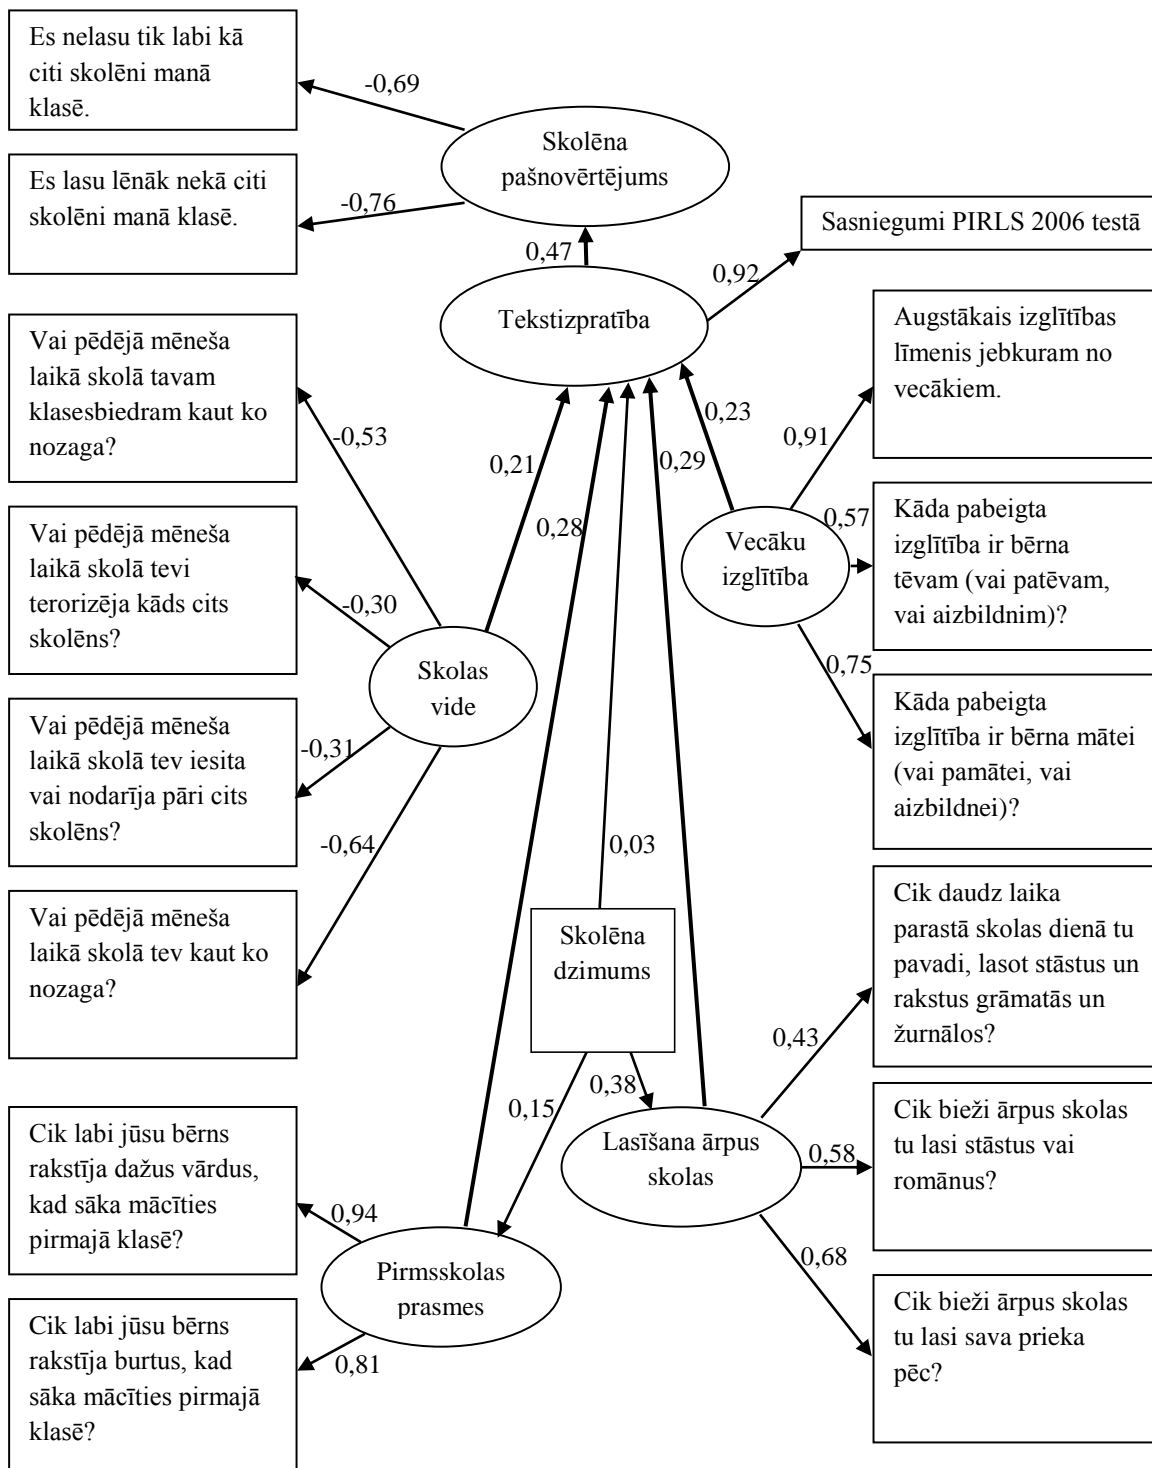 Es nelasu tik labi kā
citi skolēni manā
klasē.
-0,69
Skolēna
pašnovērtējums
Es lasu lēnāk nekā citi
skolēni manā klasē.
-0,76
0,47
Sasniegumi PIRLS 2006 testā
0,92
Tekstizpratība
Augstākais izglītības
līmenis jebkuram no
vecākiem.
Vai pēdējā mēneša
laikā skolā tavam
klasesbiedram kaut ko
nozaga?
-0,53
0,21
0,28
0,29
0,23
0,91
0,57
Vecāku
izglītība
Kāda pabeigta
izglītība ir bērna
tēvam (vai patēvam,
vai aizbildnim)?
Vai pēdējā mēneša
laikā skolā tevi
terorizēja kāds cits
skolēns?
-0,30
Skolas
vide
0,75
Kāda pabeigta
izglītība ir bērna mātei
(vai pamātei, vai
aizbildnei)?
Vai pēdējā mēneša
laikā skolā tev iesita
vai nodarīja pāri cits
skolēns?
-0,31
-0,64
0,03
Vai pēdējā mēneša
laikā skolā tev kaut ko
nozaga?
Skolēna
dzimums
Cik daudz laika
parastā skolas dienā tu
pavadi, lasot stāstus un
rakstus grāmatās un
žurnālos?
0,43
0,38
0,15
Lasīšana ārpus
skolas
0,58
Cik bieži ārpus skolas
tu lasi stāstus vai
romānus?
Cik labi jūsu bērns
rakstīja dažus vārdus,
kad sāka mācīties
pirmajā klasē?
0,94
Pirmsskolas
prasmes
0,68
Cik bieži ārpus skolas
tu lasi sava prieka
pēc?
Cik labi jūsu bērns
rakstīja burtus, kad
sāka mācīties pirmajā
klasē?
0,81